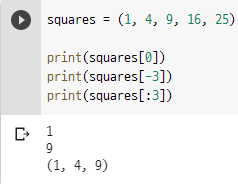 squares = (1, 4, 9, 16, 25)
print(squares[0])
print(squares[-3])
print(squares[:3])
1
9
(1, 4, 9)